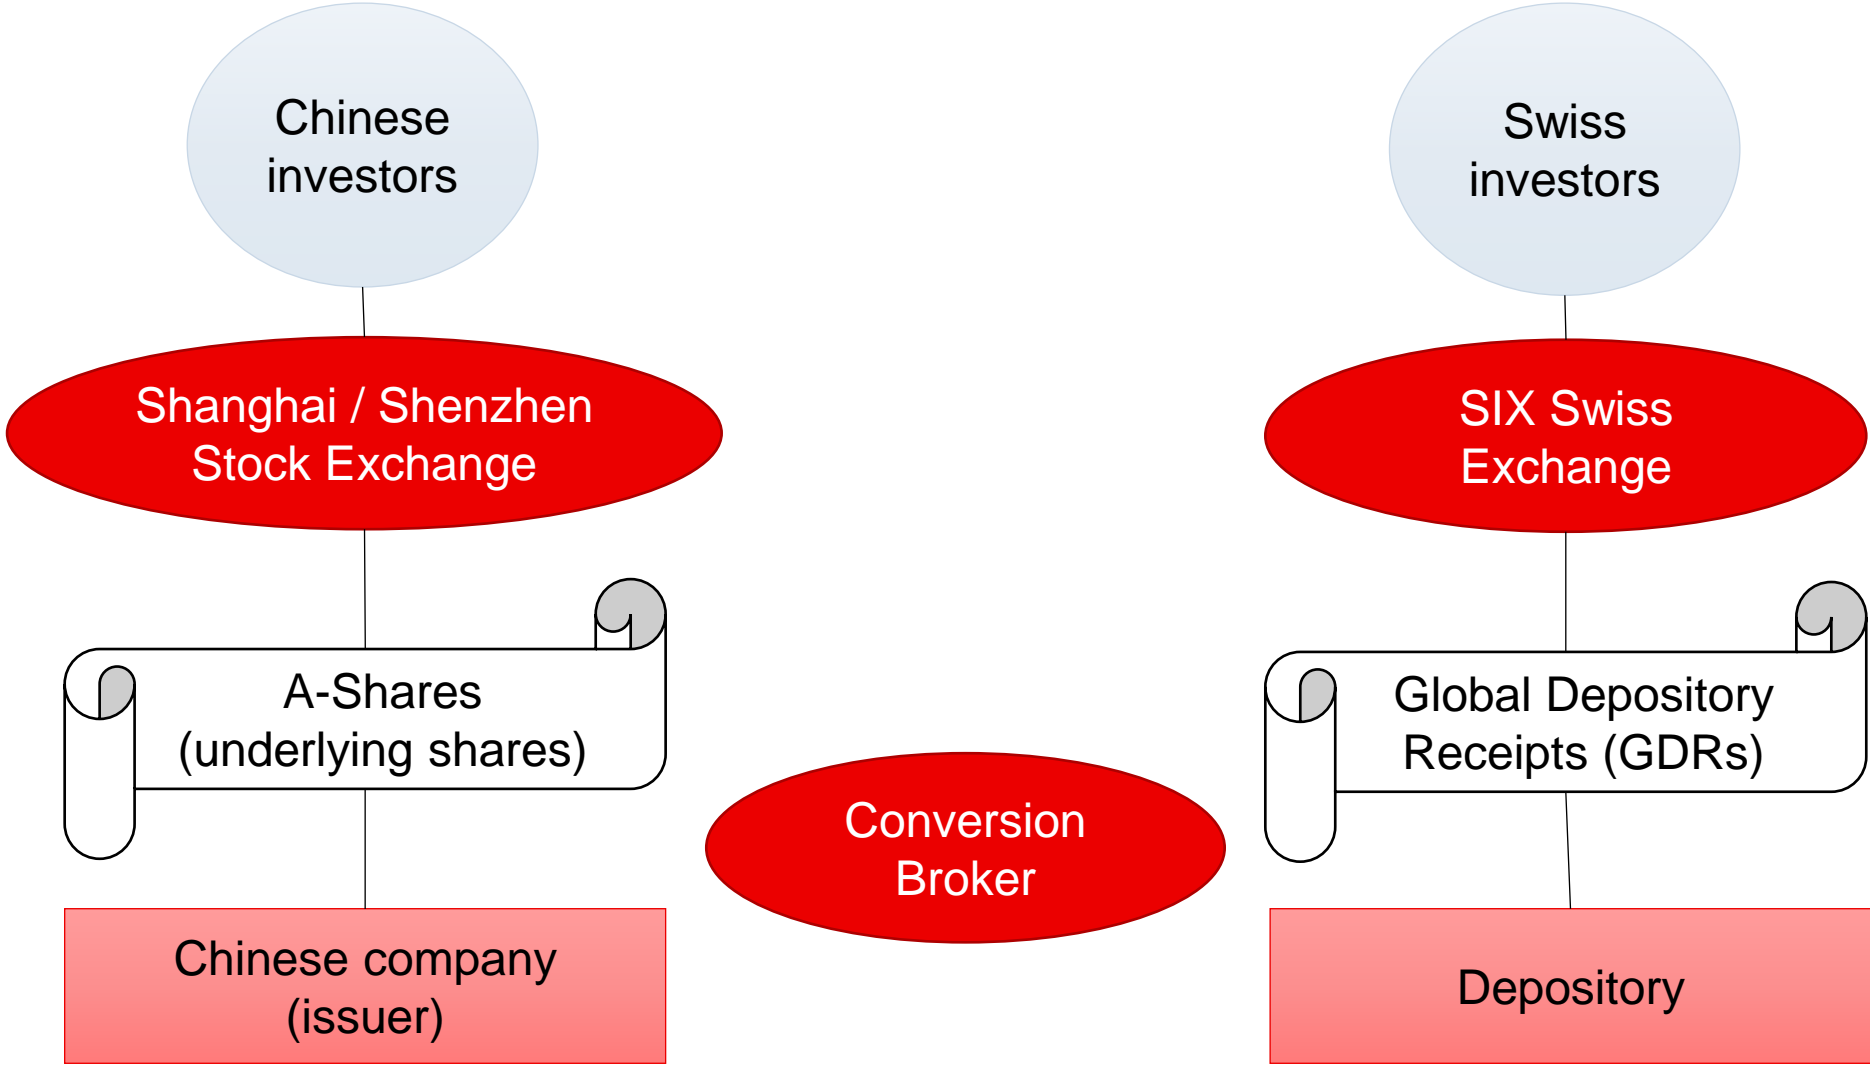 Chinese
investors
Swiss
investors
Shanghai / Shenzhen
Stock Exchange
SIX Swiss
Exchange
A-Shares
(underlying shares)
Global Depository
Receipts (GDRs)
Conversion
Broker
Chinese company
(issuer)
Depository